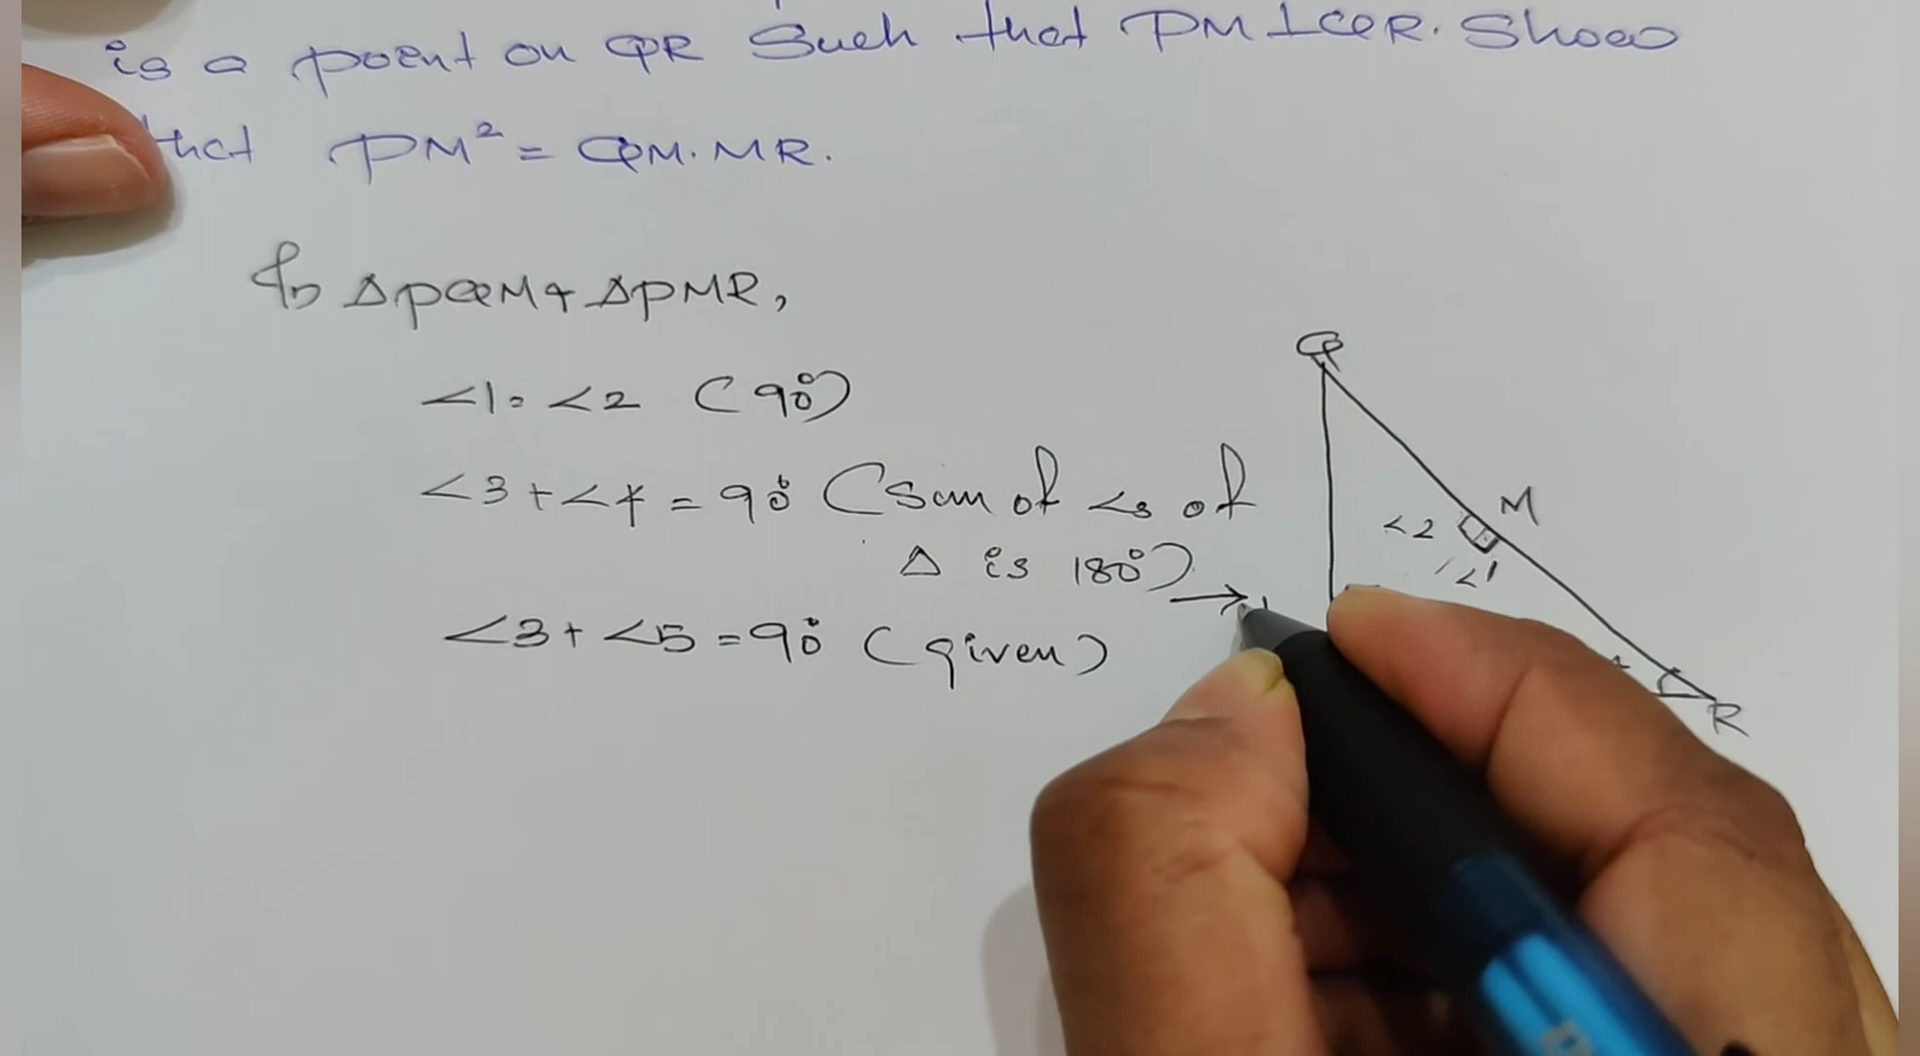 is a point on QR such that PM ⊥ QR. Show
that PM² = QM.MR.
In ΔPQM & ΔPMR,
<1 = <2 (90°)
<3 + <4 = 90° (sum of <s of
Δ is 180°)
→
<3 + <5 = 90° (given)
Q
M
<2
<1
R